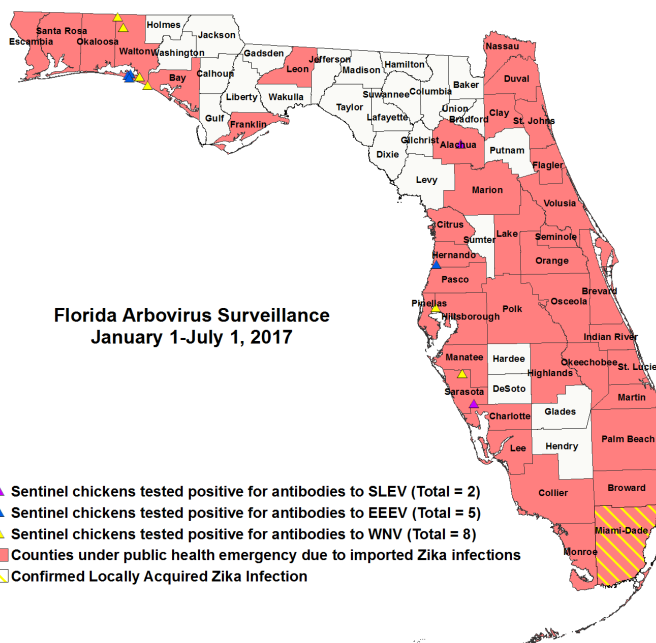 Holmes
Jackson
Santa Rosa
Escambia
Okaloosa
Walton
Washington
Gadsden
Jefferson
Bay
Calhoun
Leon
Madison
Hamilton
Nassau
Liberty
Wakulla
Taylor
Suwannee
Columbia
Baker
Duval
Gulf
Franklin
Lafayette
Union
Bradford
Clay
St. Johns
Dixie
Gilchrist
Alachua
Putnam
Flagler
Levy
Marion
Volusia
Citrus
Sumter
Lake
Seminole
Hernando
Orange
Pasco
Brevard
Osceola
Pinellas
Hillsborough
Polk
Florida Arbovirus Surveillance
January 1-July 1, 2017
Indian River
Manatee
Hardee
Okeechobee
Highlands
St. Lucie
DeSoto
Sarasota
Martin
Charlotte
Glades
Lee
Hendry
Palm Beach
Collier
Broward
Miami-Dade
Monroe
Sentinel chickens tested positive for antibodies to SLEV (Total = 2)
Sentinel chickens tested positive for antibodies to EEEV (Total = 5)
Sentinel chickens tested positive for antibodies to WNV (Total = 8)
Counties under public health emergency due to imported Zika infections
Confirmed Locally Acquired Zika Infection